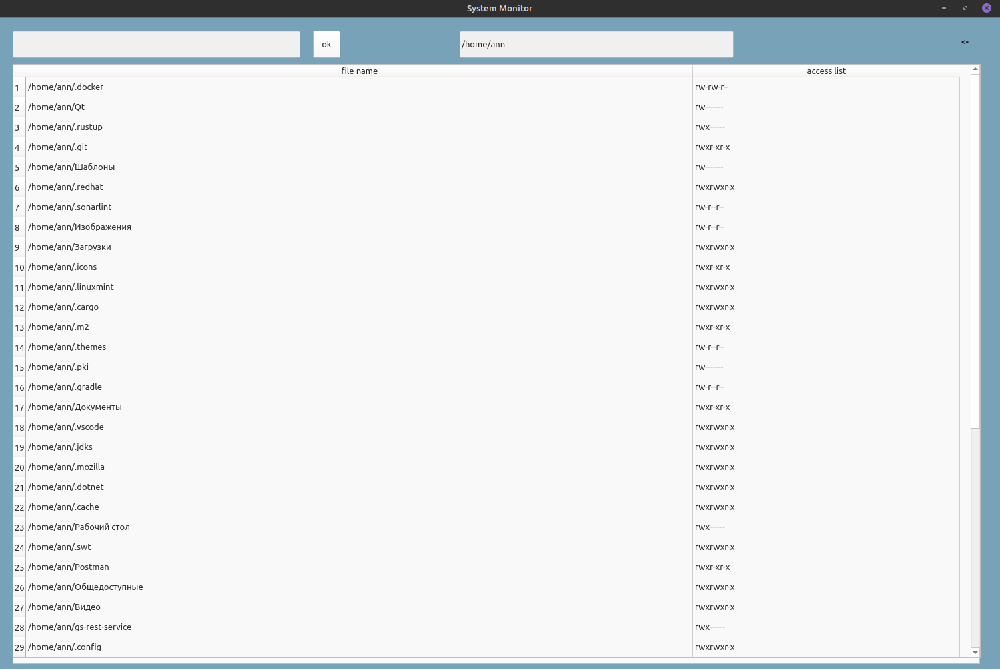 System Monitor
ok
/home/ann
<-
file name access list
1 /home/ann/.docker rw-rw-r--
2 /home/ann/Qt rw-------
3 /home/ann/.rustup rwx------
4 /home/ann/.git rwxr-xr-x
5 /home/ann/Шаблоны rw-------
6 /home/ann/.redhat rwxrwxr-x
7 /home/ann/.sonarlint rw-r--r--
8 /home/ann/Изображения rw-r--r--
9 /home/ann/Загрузки rwxrwxr-x
10 /home/ann/.icons rwxr-xr-x
11 /home/ann/.linuxmint rwxrwxr-x
12 /home/ann/.cargo rwxrwxr-x
13 /home/ann/.m2 rwxr-xr-x
14 /home/ann/.themes rw-r--r--
15 /home/ann/.pki rw-------
16 /home/ann/.gradle rw-r--r--
17 /home/ann/Документы rwxr-xr-x
18 /home/ann/.vscode rwxrwxr-x
19 /home/ann/.jdks rwxrwxr-x
20 /home/ann/.mozilla rwxrwxr-x
21 /home/ann/.dotnet rwxrwxr-x
22 /home/ann/.cache rwxrwxr-x
23 /home/ann/Рабочий стол rwx------
24 /home/ann/.swt rwxrwxr-x
25 /home/ann/Postman rwxr-xr-x
26 /home/ann/Общедоступные rwxrwxr-x
27 /home/ann/Видео rwxrwxr-x
28 /home/ann/gs-rest-service rwx------
29 /home/ann/.config rwxrwxr-x